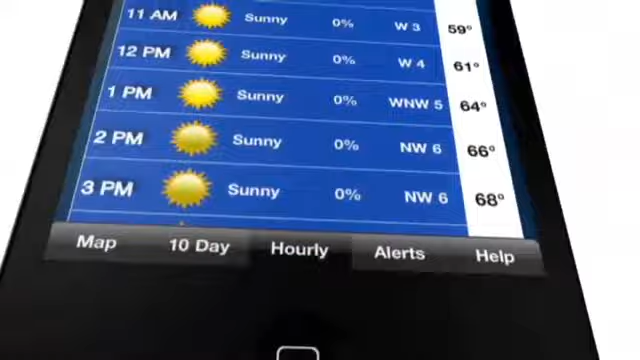 11 AM Sunny 0% W 3 59°
12 PM Sunny 0% W 4 61°
1 PM Sunny 0% WNW 5 64°
2 PM Sunny 0% NW 6 66°
3 PM Sunny 0% NW 6 68°
Map 10 Day Hourly Alerts Help